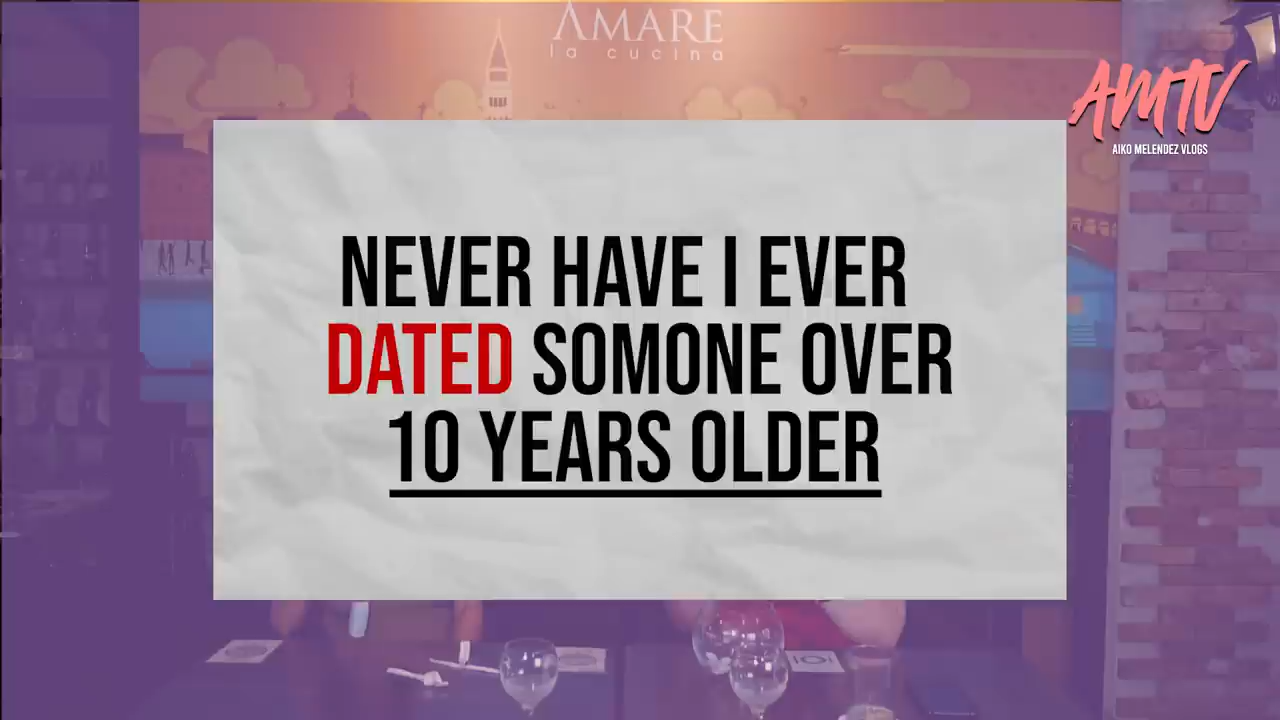 AMARE
la cucina
AMTV
AIKO MELENDEZ VLOGS
NEVER HAVE I EVER
DATED SOMONE OVER
10 YEARS OLDER